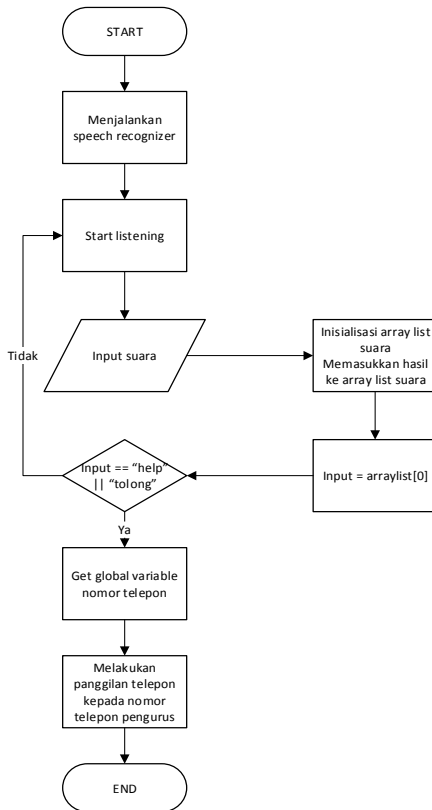 START
Menjalankan
speech recognizer
Start listening
Input suara
Inisialisasi array list
suara
Memasukkan hasil
ke array list suara
Input = arraylist[0]
Input == “help”
|| “tolong”
Tidak
Ya
Get global variable
nomor telepon
Melakukan
panggilan telepon
kepada nomor
telepon pengurus
END